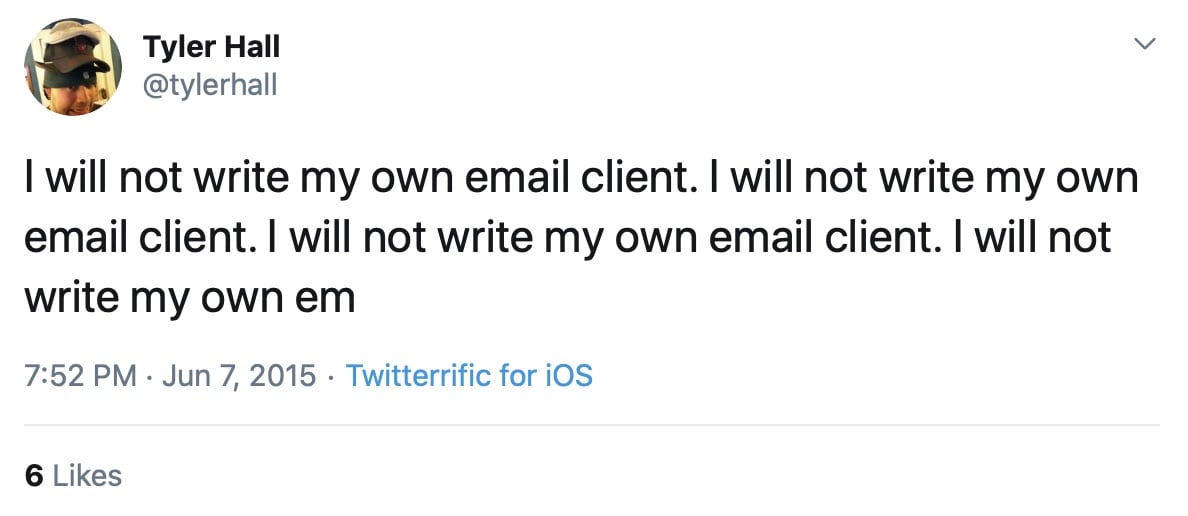 Tyler Hall
@tylerhall
I will not write my own email client. I will not write my own
email client. I will not write my own email client. I will not
write my own em
7:52 PM · Jun 7, 2015 · Twitterrific for iOS
6 Likes